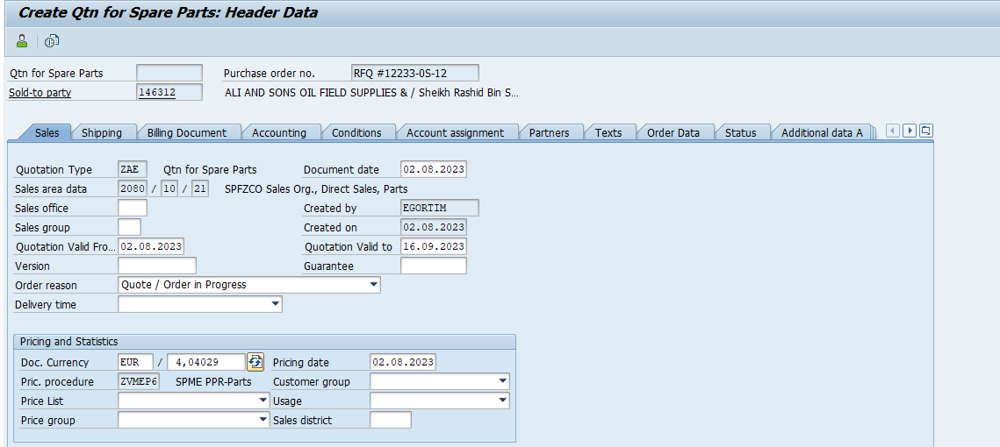 Create Qtn for Spare Parts: Header Data
Qtn for Spare Parts Purchase order no. RFQ #12233-0S-12
Sold-to party 146312 ALI AND SONS OIL FIELD SUPPLIES & / Sheikh Rashid Bin S...
Sales Shipping Billing Document Accounting Conditions Account assignment Partners Texts Order Data Status Additional data A
Quotation Type ZAE Qtn for Spare Parts Document date 02.08.2023
Sales area data 2080 / 10 / 21 SPFZCO Sales Org., Direct Sales, Parts
Sales office Created by EGORTIM
Sales group Created on 02.08.2023
Quotation Valid Fro... 02.08.2023 Quotation Valid to 16.09.2023
Version Guarantee
Order reason Quote / Order in Progress
Delivery time
Pricing and Statistics
Doc. Currency EUR / 4,04029 Pricing date 02.08.2023
Pric. procedure ZVMEP6 SPME PPR-Parts Customer group
Price List Usage
Price group Sales district